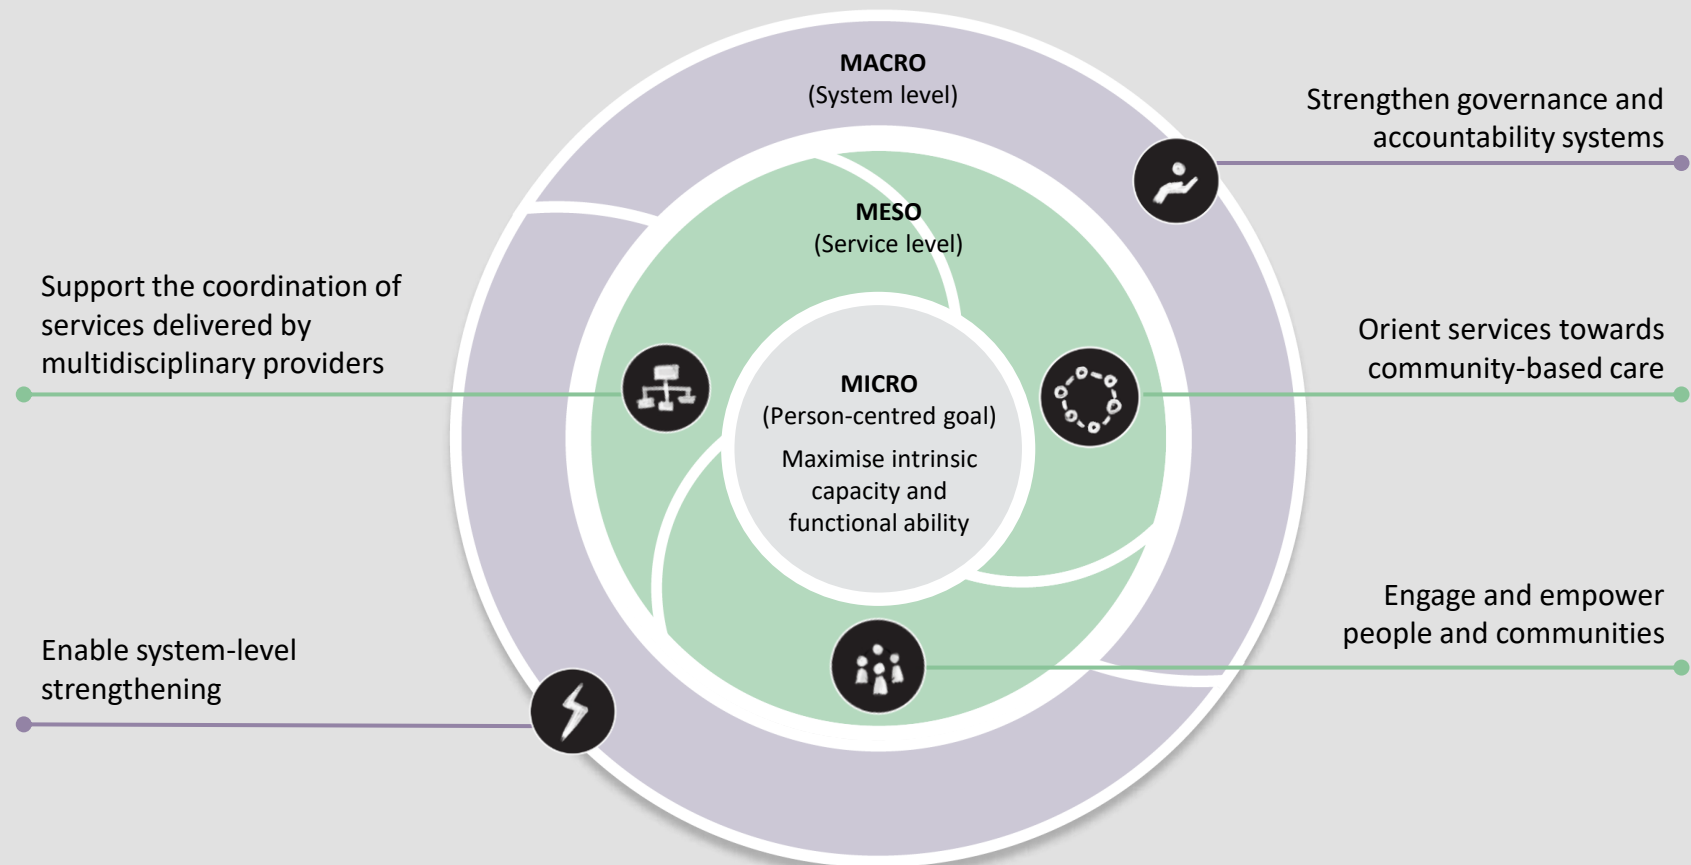 MACRO
(System level)
Strengthen governance and
accountability systems
MESO
(Service level)
Support the coordination of
services delivered by
multidisciplinary providers
Orient services towards
community-based care
MICRO
(Person-centred goal)
Maximise intrinsic
capacity and
functional ability
Engage and empower
people and communities
Enable system-level
strengthening